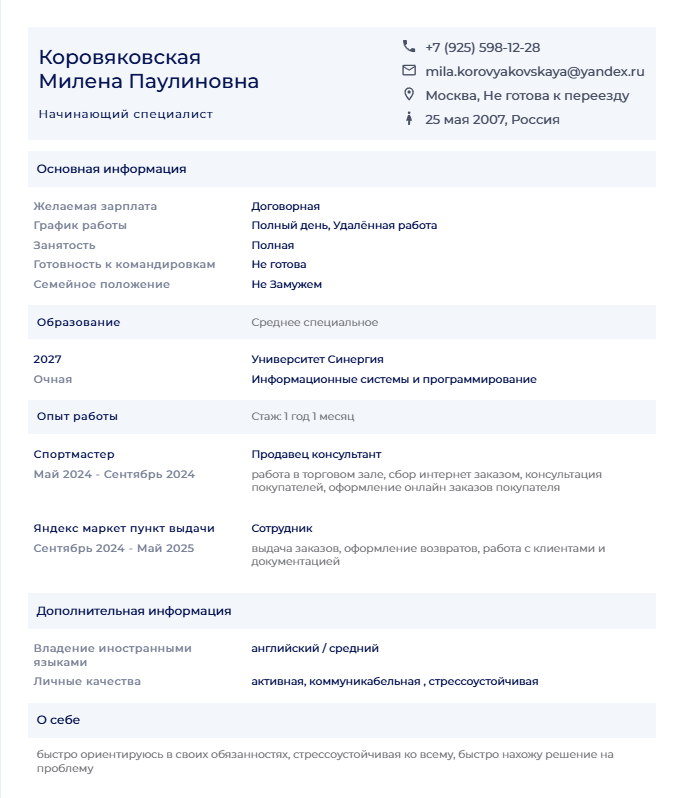 Коровяковская
Милена Паулиновна
Начинающий специалист
+7 (925) 598-12-28
mila.korovyakovskaya@yandex.ru
Москва, Не готова к переезду
25 мая 2007, Россия
Основная информация
Желаемая зарплата Договорная
График работы Полный день, Удалённая работа
Занятость Полная
Готовность к командировкам Не готова
Семейное положение Не Замужем
Образование Среднее специальное
2027 Университет Синергия
Очная Информационные системы и программирование
Опыт работы Стаж: 1 год 1 месяц
Спортмастер Продавец консультант
Май 2024 - Сентябрь 2024 работа в торговом зале, сбор интернет заказом, консультация
покупателей, оформление онлайн заказов покупателя
Яндекс маркет пункт выдачи Сотрудник
Сентябрь 2024 - Май 2025 выдача заказов, оформление возвратов, работа с клиентами и
документацией
Дополнительная информация
Владение иностранными английский / средний
языками
Личные качества активная, коммуникабельная , стрессоустойчивая
О себе
быстро ориентируюсь в своих обязанностях, стрессоустойчивая ко всему, быстро нахожу решение на
проблему